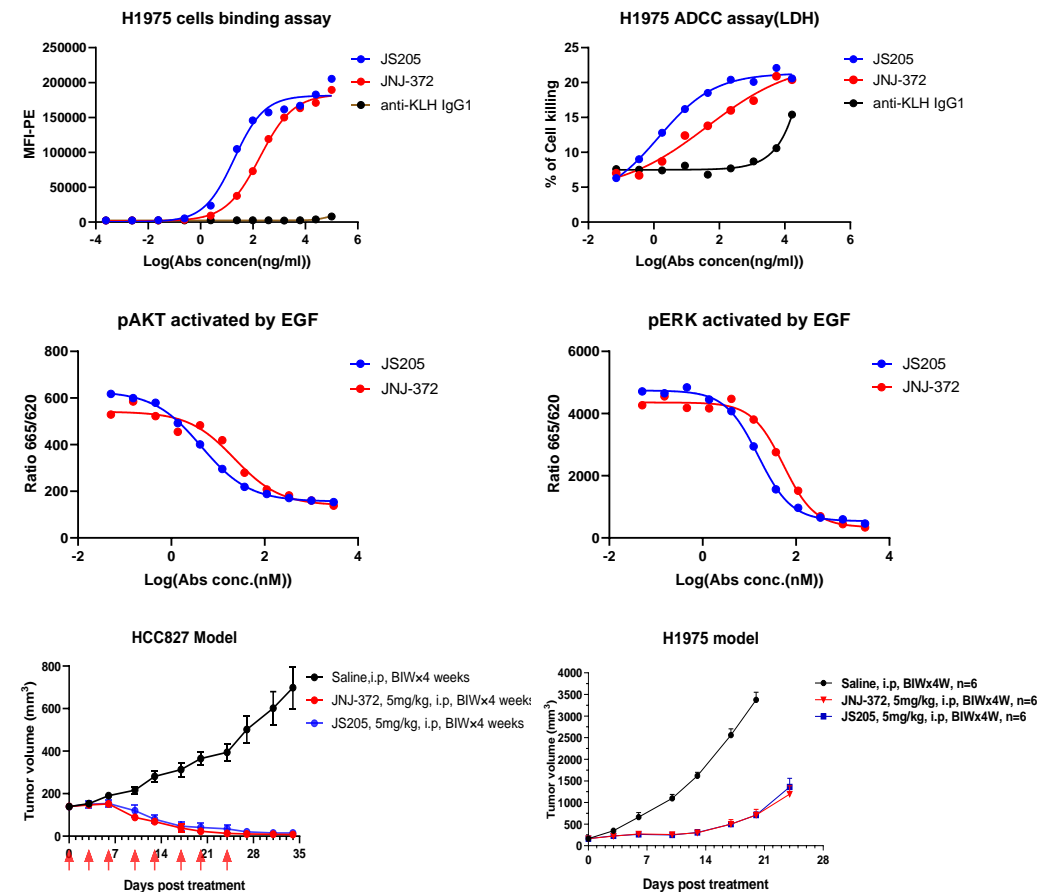 H1975 cells binding assay
250000
200000
150000
100000
50000
0
MFI-PE
-4
-2
0
2
4
6
Log(Abs concen(ng/ml))
JS205
JNJ-372
anti-KLH IgG1
H1975 ADCC assay(LDH)
25
20
15
10
5
0
% of Cell killing
-2
0
2
4
6
Log(Abs concen(ng/ml))
JS205
JNJ-372
anti-KLH IgG1
pAKT activated by EGF
800
600
400
200
0
Ratio 665/620
-2
0
2
4
Log(Abs conc.(nM))
JS205
JNJ-372
pERK activated by EGF
6000
4000
2000
0
Ratio 665/620
-2
0
2
4
Log(Abs conc.(nM))
JS205
JNJ-372
HCC827 Model
800
600
400
200
0
Tumor volume (mm³)
0
7
14
21
28
35
Days post treatment
Saline,i.p, BIW×4 weeks
JNJ-372, 5mg/kg, i.p, BIW×4 weeks
JS205, 5mg/kg, i.p, BIW×4 weeks
H1975 model
4000
3500
3000
2500
2000
1500
1000
500
0
Tumor volume (mm³)
0
7
14
21
28
Days post treatment
Saline, i.p, BIWx4W, n=6
JNJ-372, 5mg/kg, i.p, BIWx4W, n=6
JS205, 5mg/kg, i.p, BIWx4W, n=6